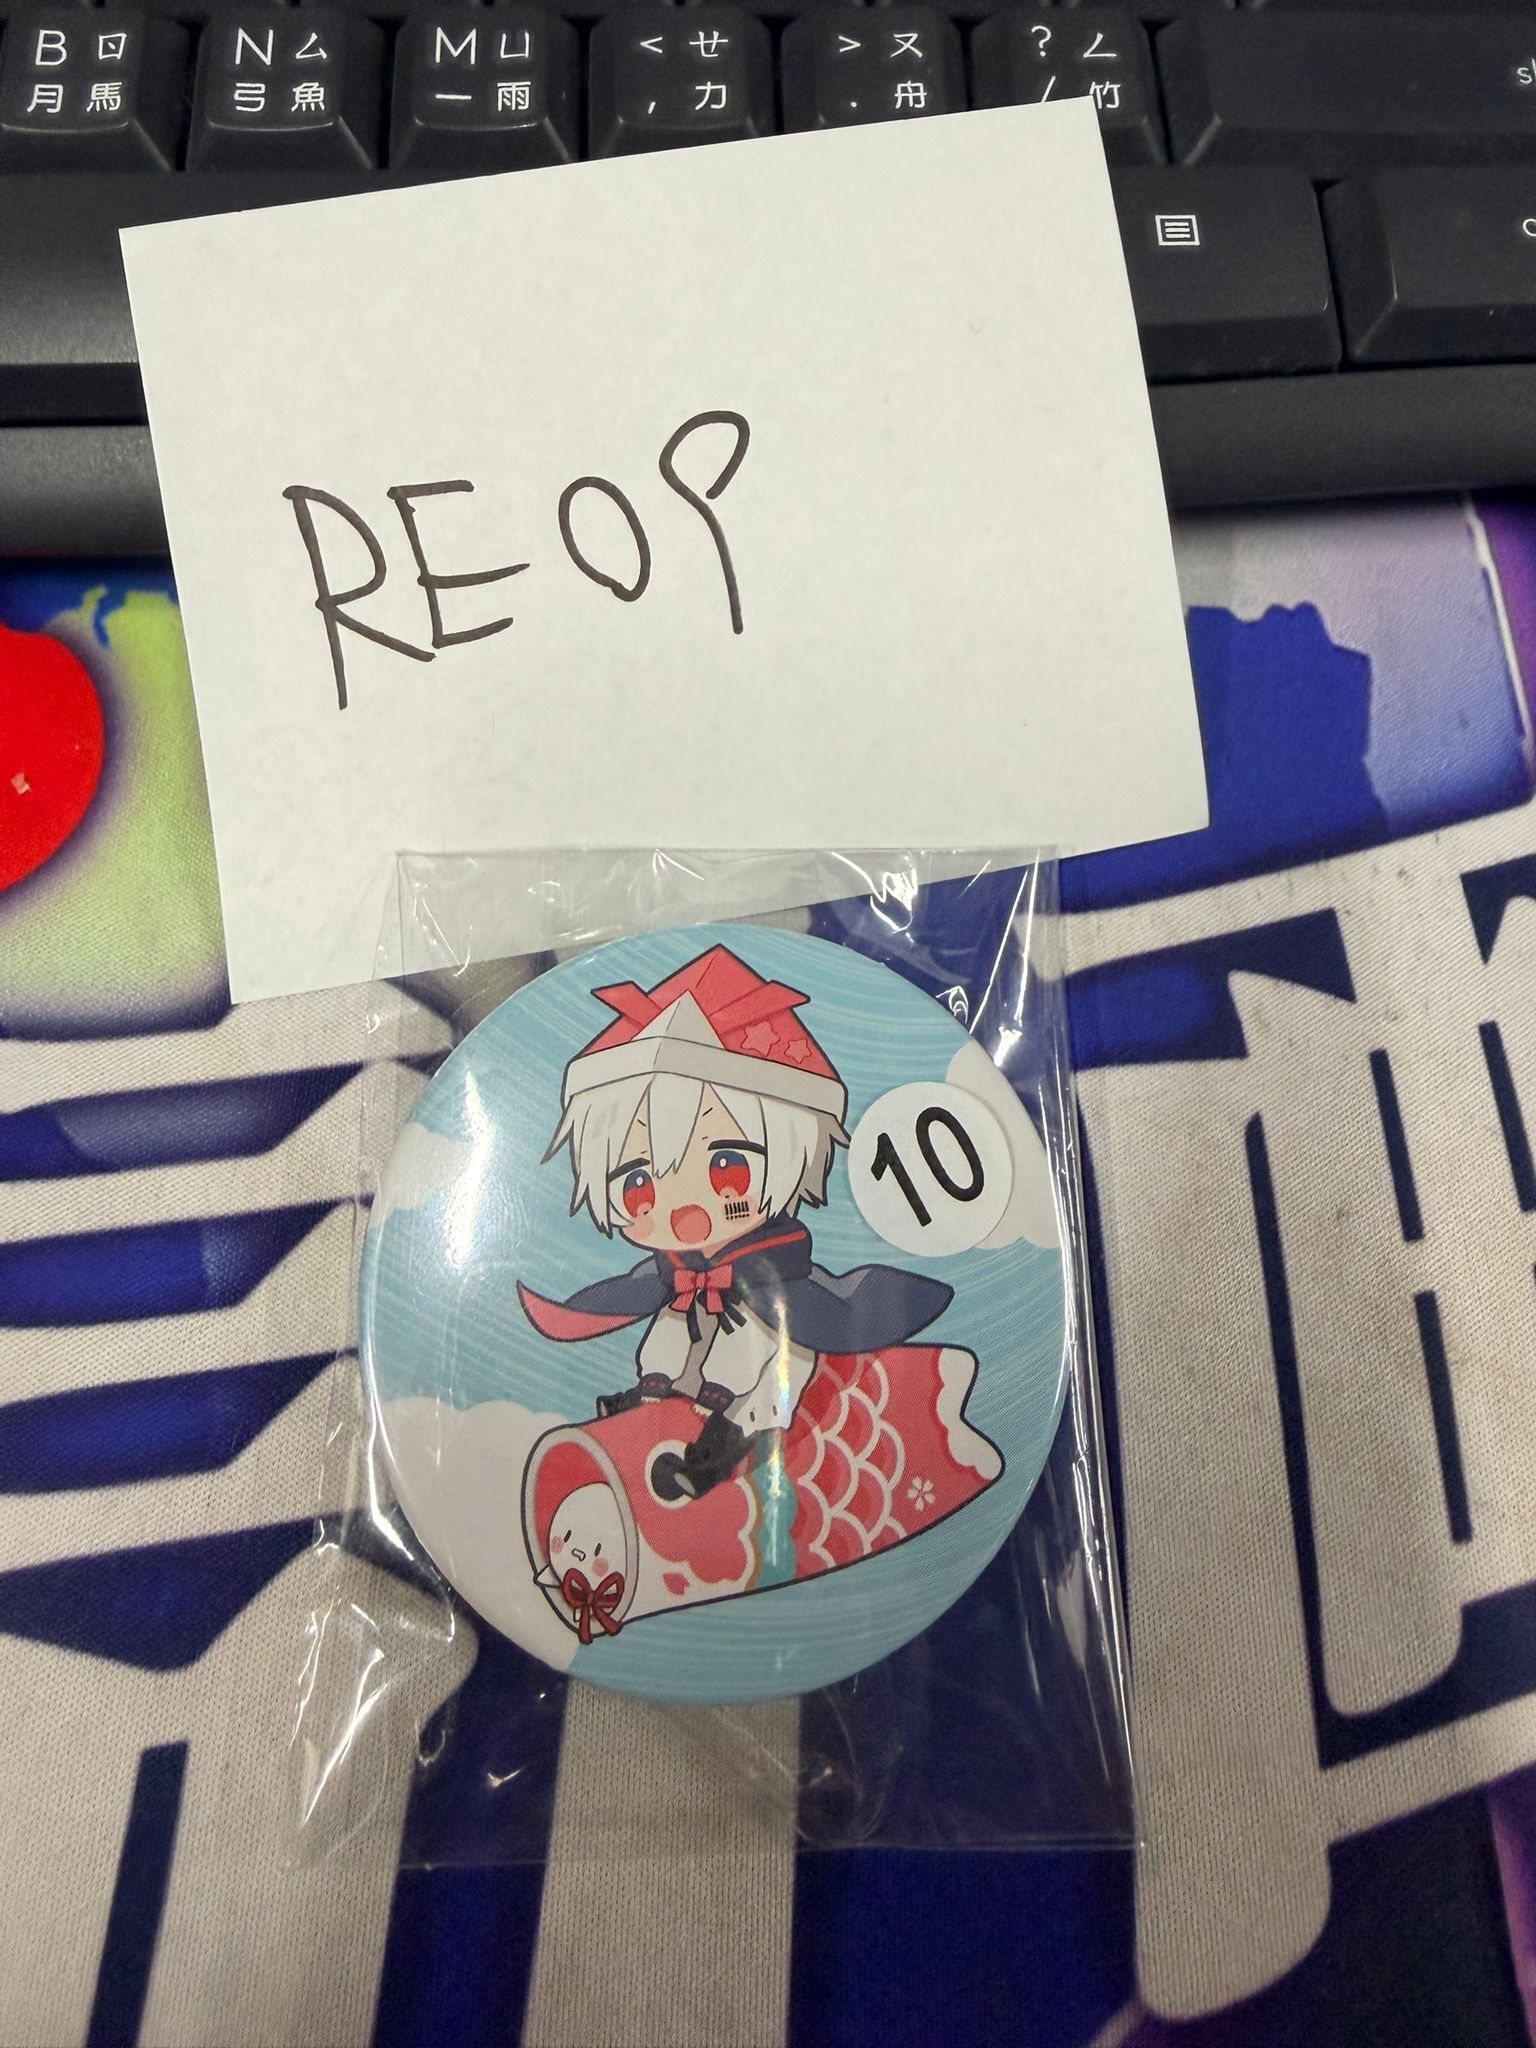 B ㄖ N ㄙ M ㄩ < ㄝ > ㄡ ? ㄥ
月 馬 弓 魚 一 雨 , 力 . 舟 / 竹
REOP
10